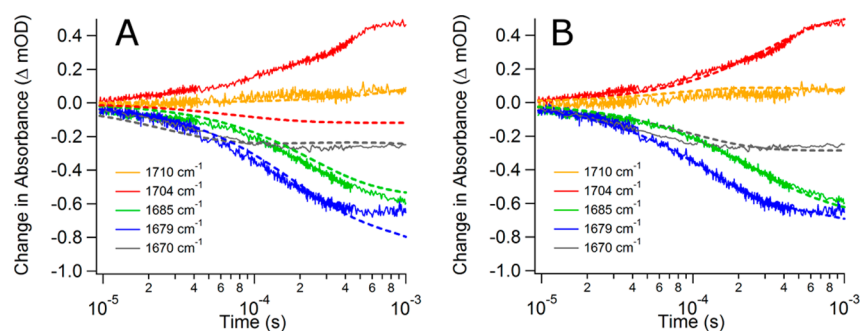 A
Change in Absorbance (Δ mOD)
0.4
0.2
0.0
-0.2
-0.4
-0.6
-0.8
-1.0
1710 cm⁻¹
1704 cm⁻¹
1685 cm⁻¹
1679 cm⁻¹
1670 cm⁻¹
10⁻⁵ 2 4 6 8 10⁻⁴ 2 4 6 8 10⁻³
Time (s)
B
Change in Absorbance (Δ mOD)
0.4
0.2
0.0
-0.2
-0.4
-0.6
-0.8
-1.0
1710 cm⁻¹
1704 cm⁻¹
1685 cm⁻¹
1679 cm⁻¹
1670 cm⁻¹
10⁻⁵ 2 4 6 8 10⁻⁴ 2 4 6 8 10⁻³
Time (s)